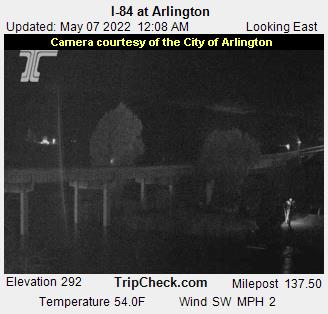 I-84 at Arlington
Updated: May 07 2022 12:08 AM Looking East
Camera courtesy of the City of Arlington
Elevation 292 TripCheck.com Milepost 137.50
Temperature 54.0F Wind SW MPH 2